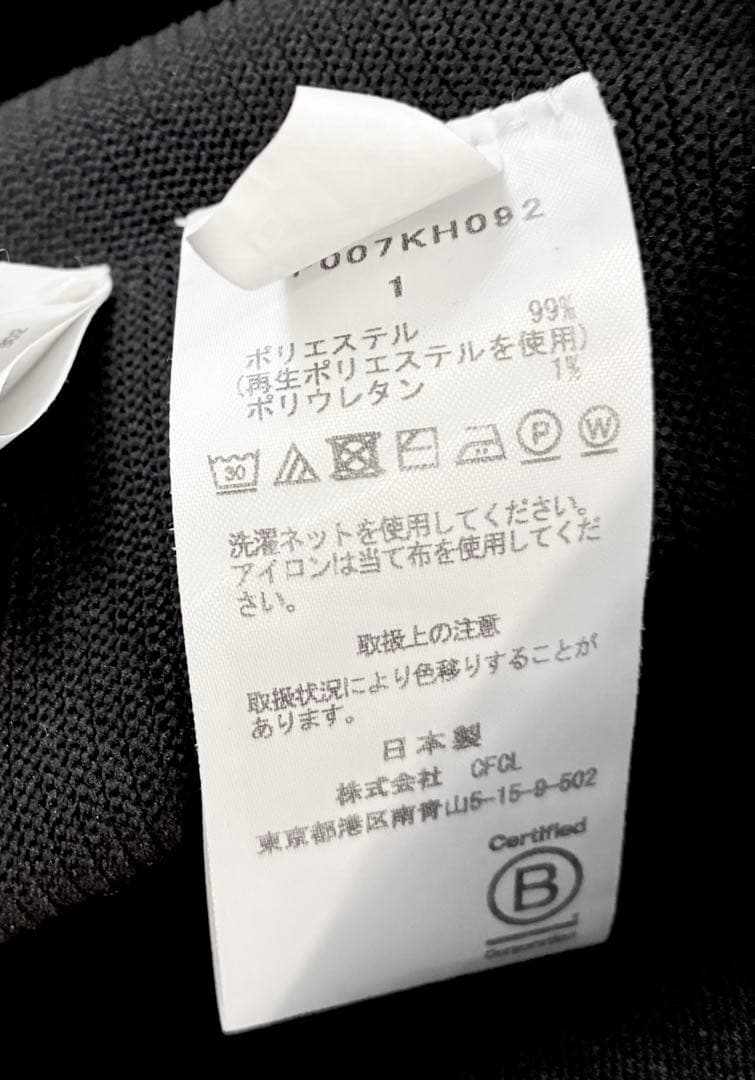 007KH092
1
ポリエステル 99%
(再生ポリエステルを使用)
ポリウレタン 1%
30 P W
洗濯ネットを使用してください。
アイロンは当て布を使用してくだ
さい。
取扱上の注意
取扱状況により色移りすることが
あります。
日本製
株式会社 CFCL
東京都港区南青山5-15-9-502
Certified
B
Corporation